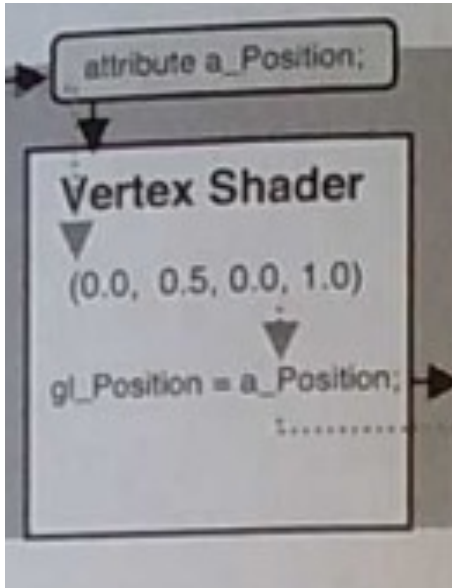 attribute a_Position;
Vertex Shader
(0.0, 0.5, 0.0, 1.0)
gl_Position = a_Position;